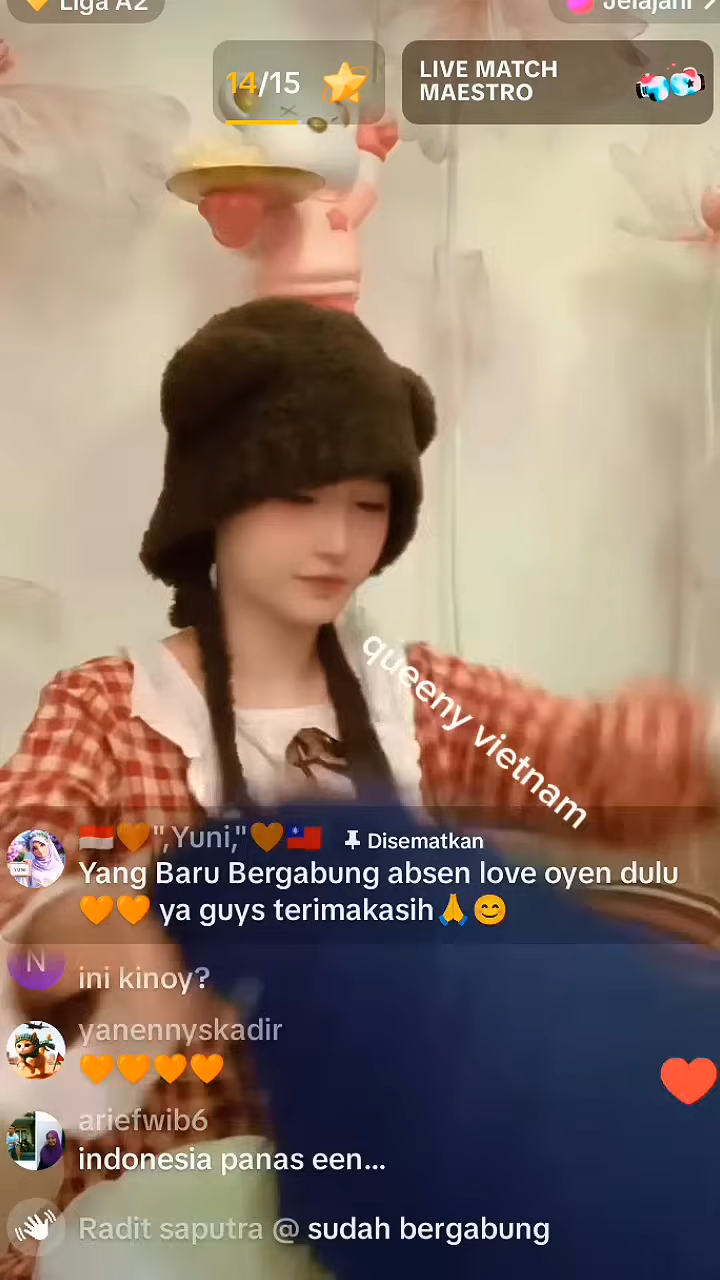 Liga A2
Jelajahi
14/15
LIVE MATCH
MAESTRO
queeny vietnam
",Yuni,"
Disematkan
Yang Baru Bergabung absen love oyen dulu
ya guys terimakasih
YUNI
N
ini kinoy?
yanennyskadir
ariefwib6
indonesia panas een...
Radit saputra @ sudah bergabung